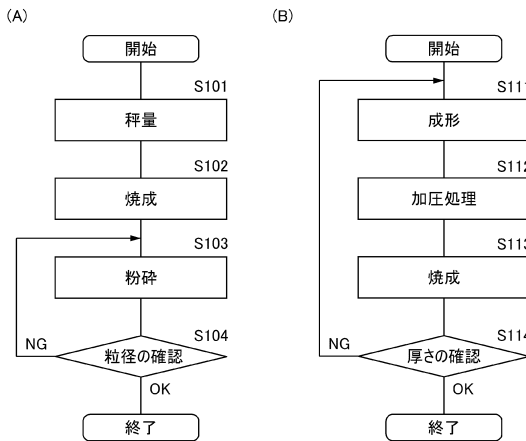 (A)
開始
S101
秤量
S102
焼成
S103
粉砕
S104
粒径の確認
NG
OK
終了
(B)
開始
S111
成形
S112
加圧処理
S113
焼成
S114
厚さの確認
NG
OK
終了